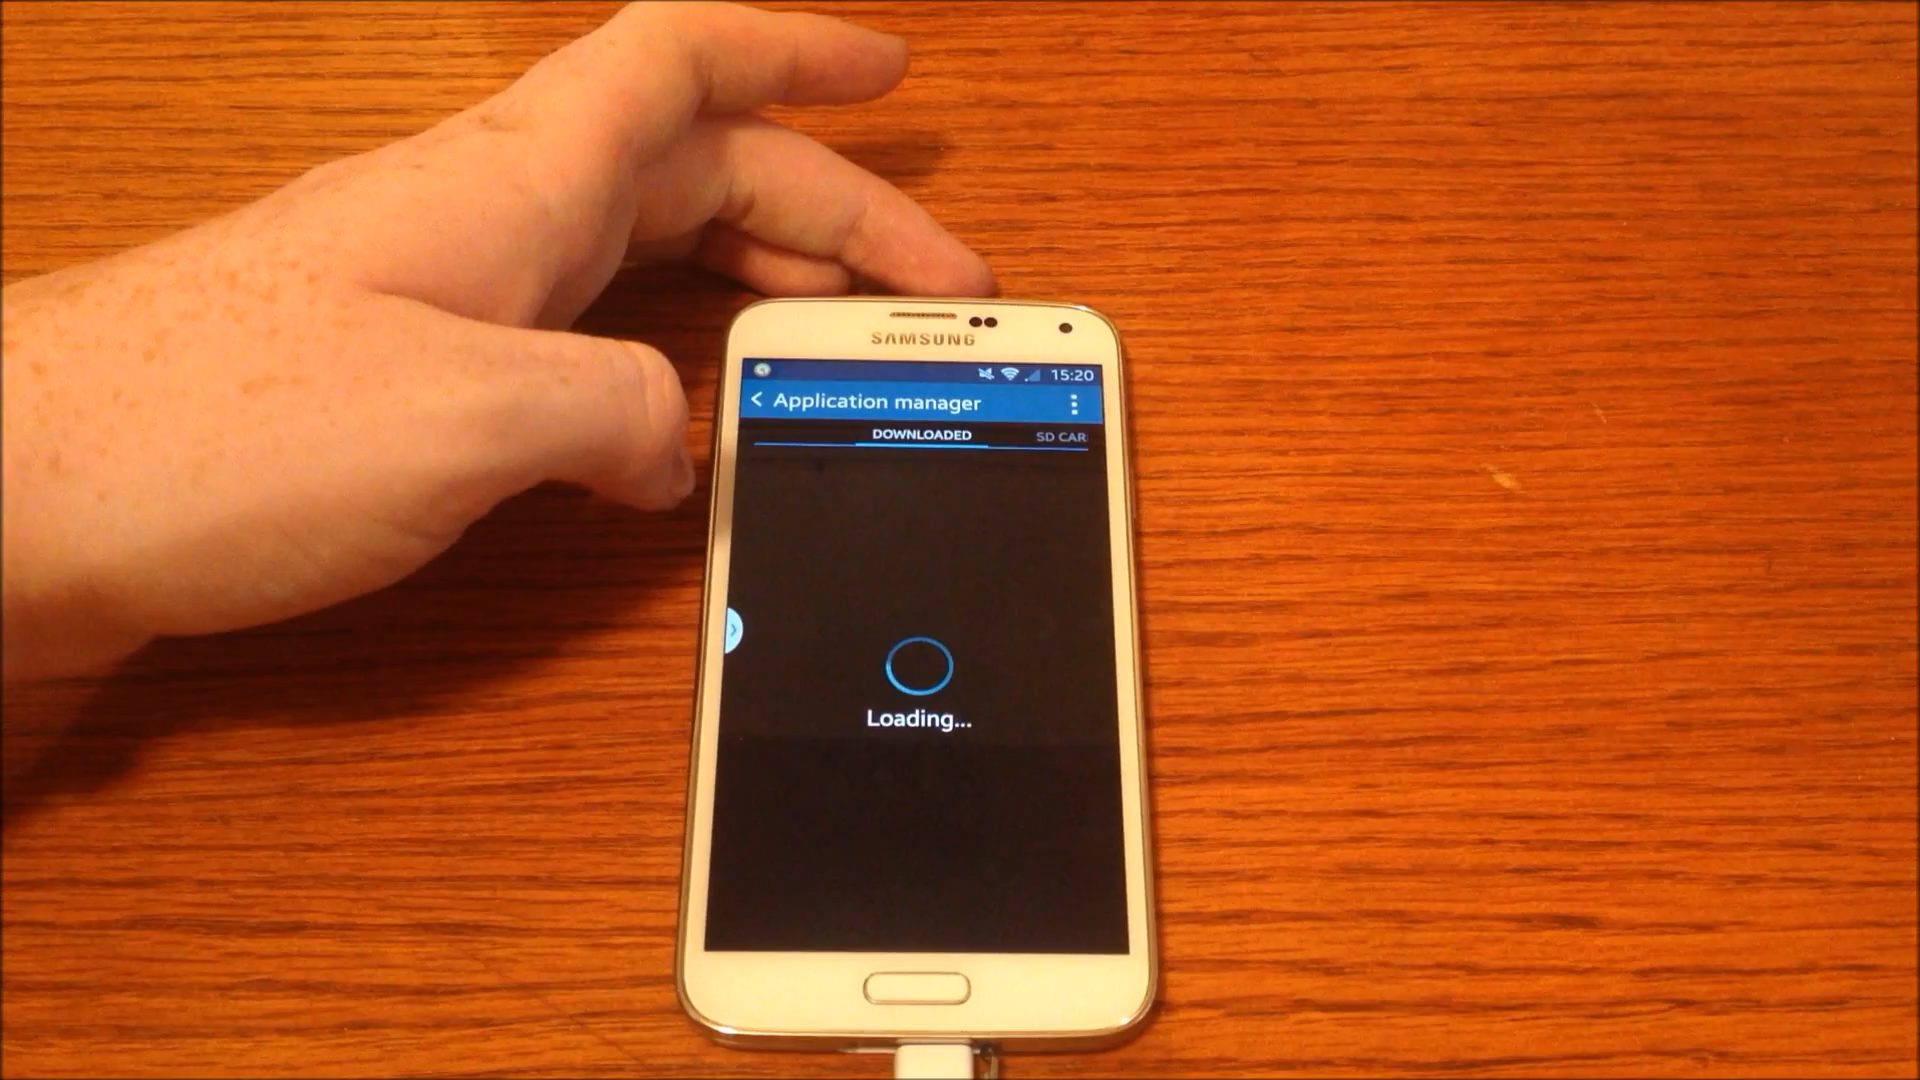 SAMSUNG
15:20
Application manager
DOWNLOADED
SD CAR
Loading...